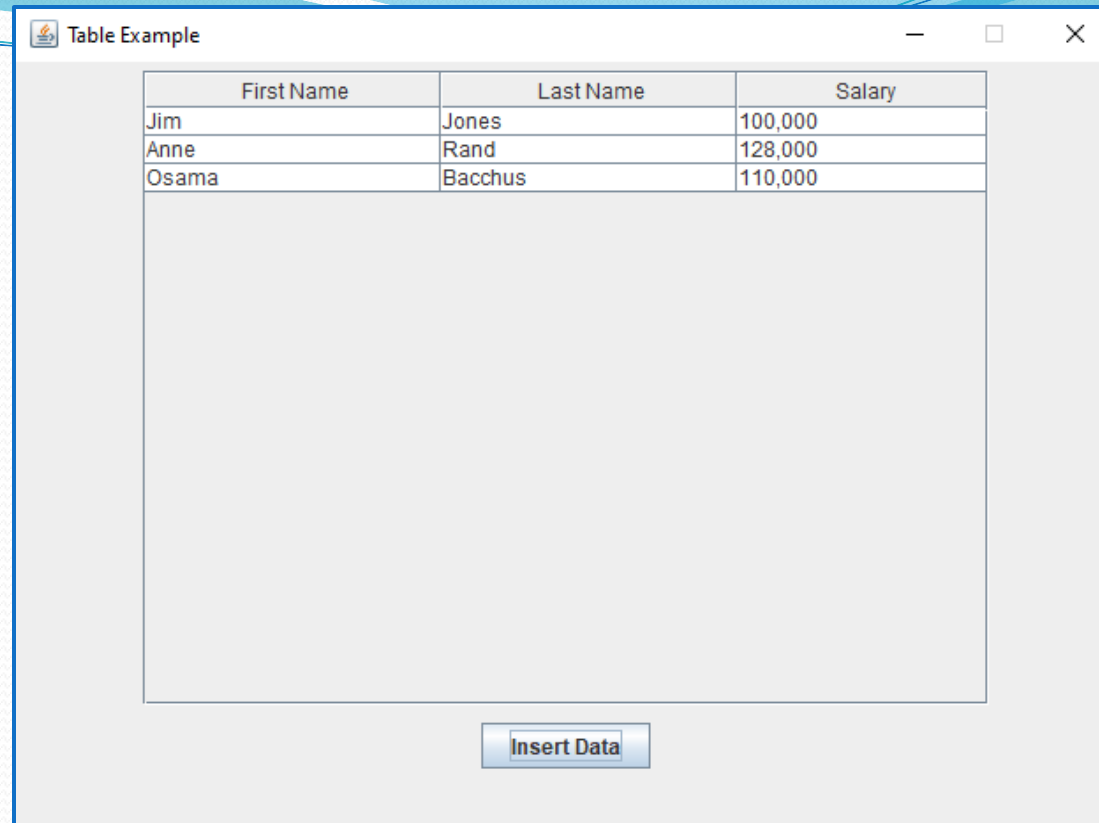 Table Example
First Name Last Name Salary
Jim Jones 100,000
Anne Rand 128,000
Osama Bacchus 110,000
Insert Data